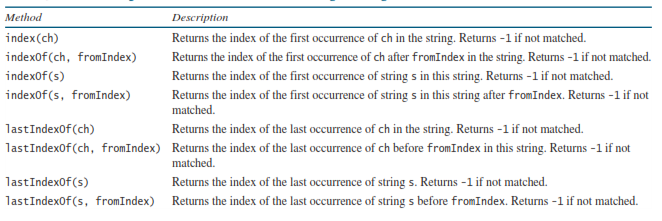 Method Description
index(ch) Returns the index of the first occurrence of ch in the string. Returns -1 if not matched.
indexOf(ch, fromIndex) Returns the index of the first occurrence of ch after fromIndex in the string. Returns -1 if not matched.
indexOf(s) Returns the index of the first occurrence of string s in this string. Returns -1 if not matched.
indexOf(s, fromIndex) Returns the index of the first occurrence of string s in this string after fromIndex. Returns -1 if not
matched.
lastIndexOf(ch) Returns the index of the last occurrence of ch in the string. Returns -1 if not matched.
lastIndexOf(ch, fromIndex) Returns the index of the last occurrence of ch before fromIndex in this string. Returns -1 if not
matched.
lastIndexOf(s) Returns the index of the last occurrence of string s. Returns -1 if not matched.
lastIndexOf(s, fromIndex) Returns the index of the last occurrence of string s before fromIndex. Returns -1 if not matched.